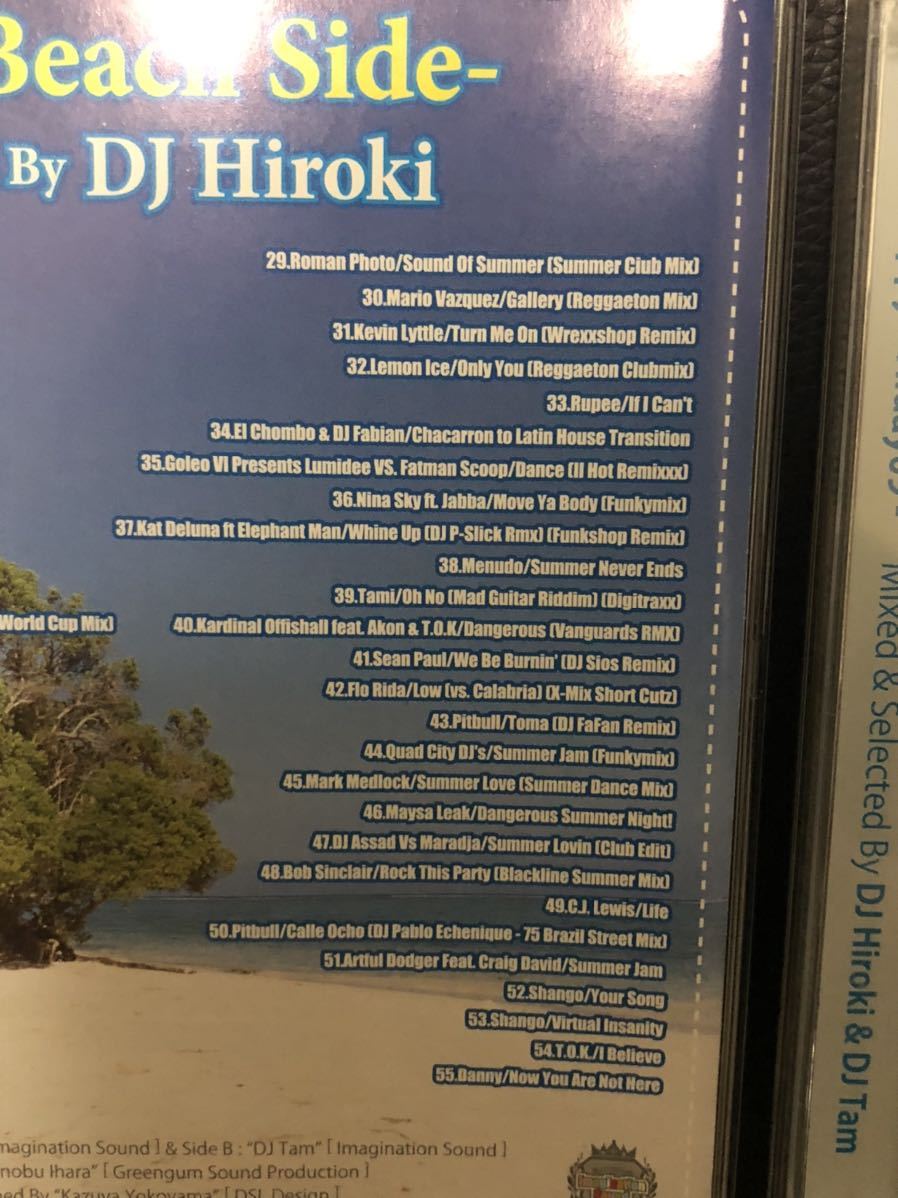 Beach Side-
By DJ Hiroki
29.Roman Photo/Sound Of Summer (Summer Ciub Mix)
30.Mario Vazquez/Gallery (Reggaeton Mix)
31.Kevin Lyttle/Turn Me On (Wrexxshop Remix)
32.Lemon Ice/Only You (Reggaeton Clubmix)
33.Rupee/If I Can't
34.El Chombo & DJ Fabian/Chacarron to Latin House Transition
35.Goleo VI Presents Lumidee VS. Fatman Scoop/Dance (II Hot Remixxx)
36.Nina Sky ft. Jabba/Move Ya Body (Funkymix)
37.Kat Deluna ft Elephant Man/Whine Up (DJ P-Slick Rmx) (Funkshop Remix)
38.Menudo/Summer Never Ends
39.Tami/Oh No (Mad Guitar Riddim) (Digitraxx)
World Cup Mix)
40.Kardinal Offishall feat. Akon & T.O.K/Dangerous (Vanguards RMX)
41.Sean Paul/We Be Burnin' (DJ Sios Remix)
42.Flo Rida/Low (vs. Calabria) (X-Mix Short Cutz)
43.Pitbull/Toma (DJ FaFan Remix)
44.Quad City DJ's/Summer Jam (Funkymix)
45.Mark Medlock/Summer Love (Summer Dance Mix)
46.Maysa Leak/Dangerous Summer Night!
47.DJ Assad Vs Maradja/Summer Lovin (Club Edit)
48.Bob Sinclair/Rock This Party (Blackline Summer Mix)
49.C.J. Lewis/Life
50.Pitbull/Calle Ocho (DJ Pablo Echenique - 75 Brazil Street Mix)
51.Artful Dodger Feat. Craig David/Summer Jam
52.Shango/Your Song
53.Shango/Virtual Insanity
54.T.O.K./I Believe
55.Danny/Now You Are Not Here
magination Sound ] & Side B : "DJ Tam" [ Imagination Sound ]
nobu Ihara" [ Greengum Sound Production ]
ed By "Kazuya Yokoyama" [ DSL Design ]
Mixed & Selected By DJ Hiroki & DJ Tam